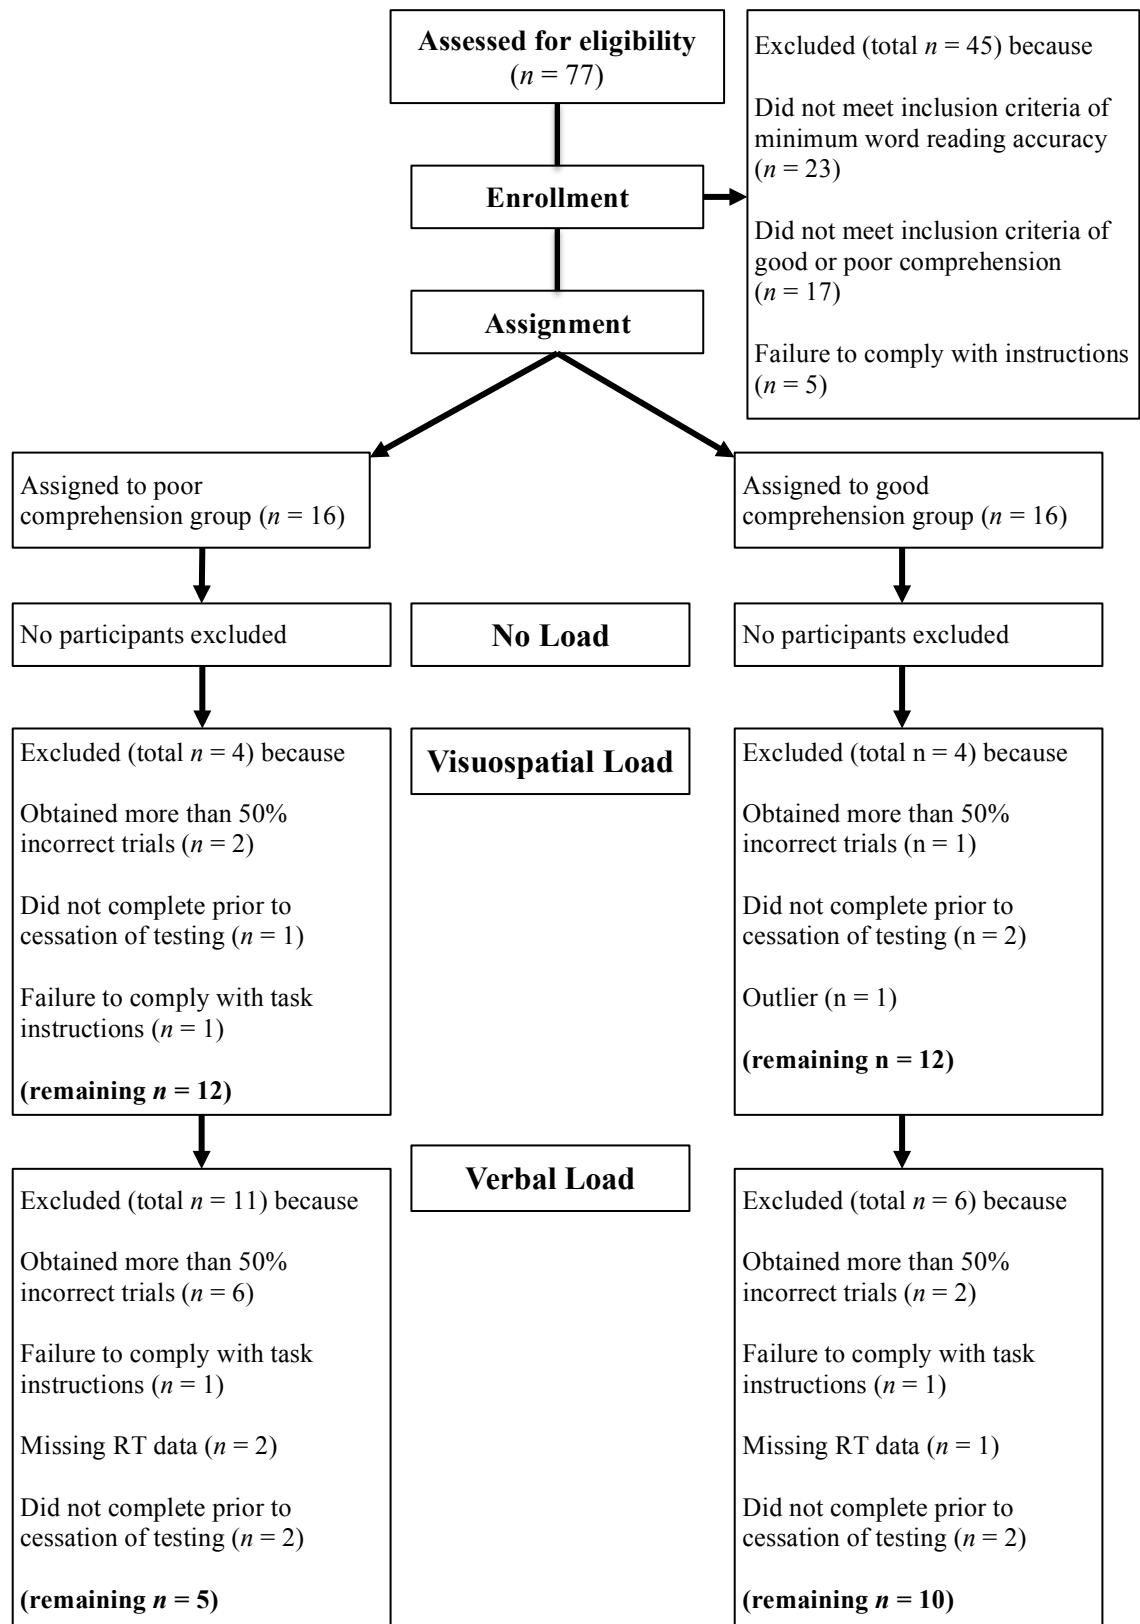 Assessed for eligibility
(n = 77)
Excluded (total n = 45) because
Did not meet inclusion criteria of
minimum word reading accuracy
(n = 23)
Did not meet inclusion criteria of
good or poor comprehension
(n = 17)
Failure to comply with instructions
(n = 5)
Enrollment
Assignment
Assigned to poor
comprehension group (n = 16)
Assigned to good
comprehension group (n = 16)
No participants excluded
No Load
No participants excluded
Excluded (total n = 4) because
Obtained more than 50%
incorrect trials (n = 2)
Did not complete prior to
cessation of testing (n = 1)
Failure to comply with task
instructions (n = 1)
(remaining n = 12)
Visuospatial Load
Excluded (total n = 4) because
Obtained more than 50%
incorrect trials (n = 1)
Did not complete prior to
cessation of testing (n = 2)
Outlier (n = 1)
(remaining n = 12)
Excluded (total n = 11) because
Obtained more than 50%
incorrect trials (n = 6)
Failure to comply with task
instructions (n = 1)
Missing RT data (n = 2)
Did not complete prior to
cessation of testing (n = 2)
(remaining n = 5)
Verbal Load
Excluded (total n = 6) because
Obtained more than 50%
incorrect trials (n = 2)
Failure to comply with task
instructions (n = 1)
Missing RT data (n = 1)
Did not complete prior to
cessation of testing (n = 2)
(remaining n = 10)